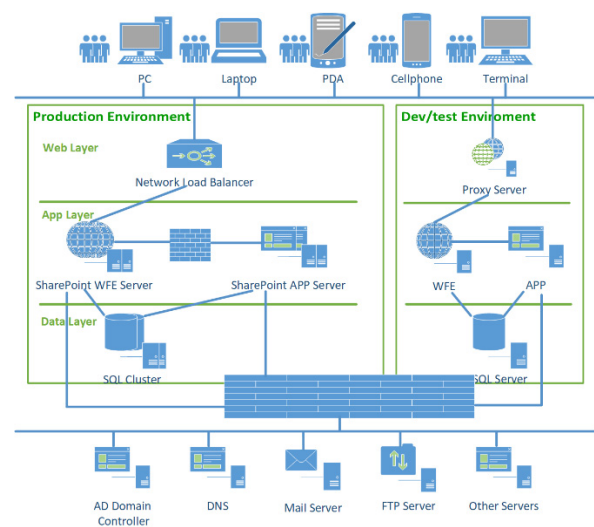 PC
Laptop
PDA
Cellphone
Terminal
Production Environment
Dev/test Enviroment
Web Layer
Network Load Balancer
Proxy Server
App Layer
SharePoint WFE Server
SharePoint APP Server
WFE
APP
Data Layer
SQL Cluster
SQL Server
AD Domain
Controller
DNS
Mail Server
FTP Server
Other Servers